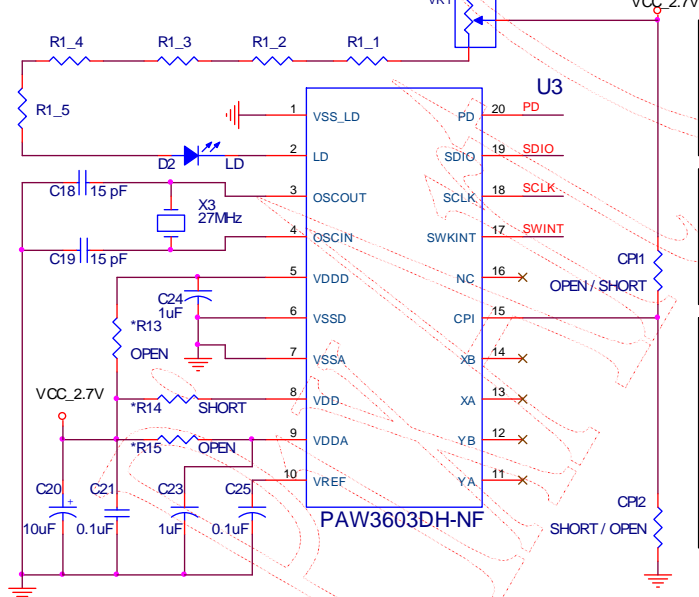 VR1
VCC_2.7V
R1_4
R1_3
R1_2
R1_1
R1_5
U3
1
VSS_LD
PD
20
PD
D2
LD
2
LD
SDIO
19
SDIO
C18
15 pF
X3
27MHz
3
OSCOUT
SCLK
18
SCLK
C19
15 pF
4
OSCIN
SWKINT
17
SWINT
5
VDDD
NC
16
CPI1
OPEN / SHORT
C24
1uF
6
VSSD
CPI
15
*R13
OPEN
7
VSSA
XB
14
VCC_2.7V
*R14
SHORT
8
VDD
XA
13
*R15
OPEN
9
VDDA
YB
12
10
VREF
YA
11
C20
C21
C23
C25
10uF
0.1uF
1uF
0.1uF
PAW3603DH-NF
CPI2
SHORT / OPEN